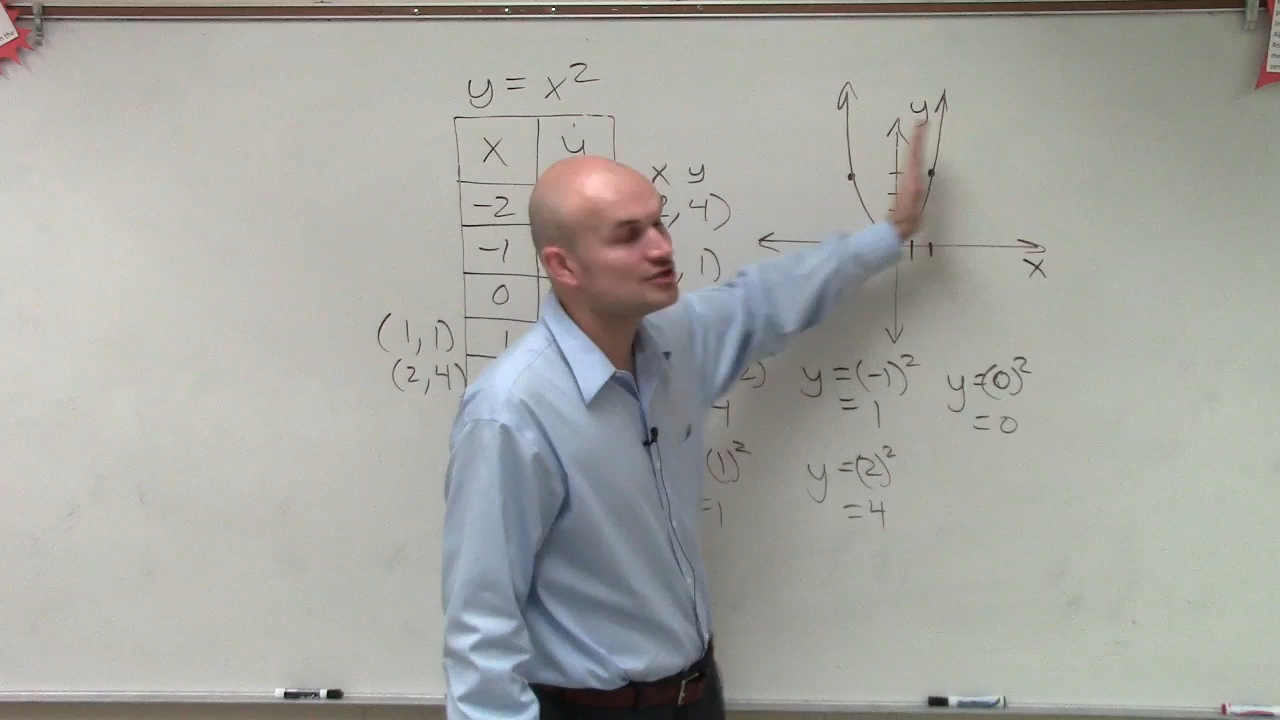 y = x²
x y
-2
-1
0
1
x y
, 4)
, 1)
(1, 1)
(2, 4)
y
x
y = (-1)²
= 1
y = (0)²
= 0
(1)²
= 1
y = (2)²
= 4